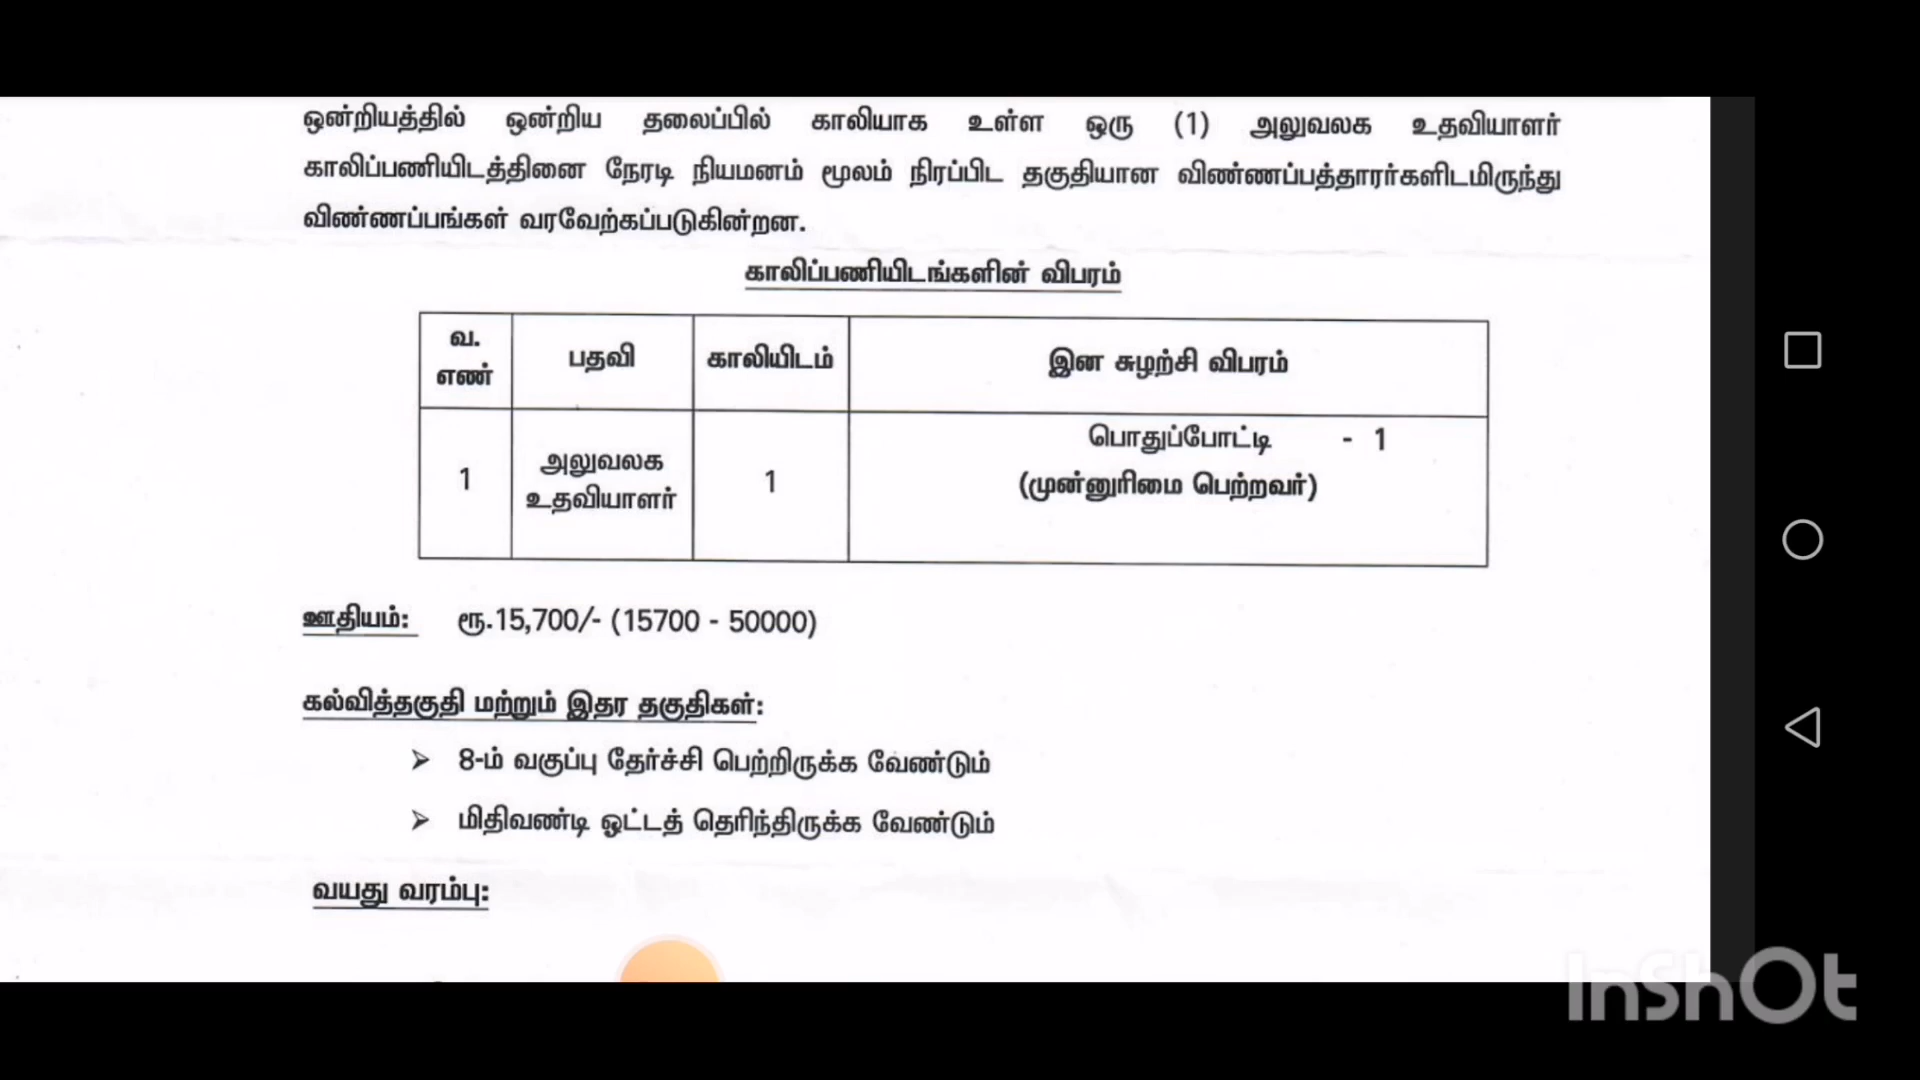 ஒன்றியத்தில் ஒன்றிய தலைப்பில் காலியாக உள்ள ஒரு (1) அலுவலக உதவியாளர்
காலிப்பணியிடத்தினை நேரடி நியமனம் மூலம் நிரப்பிட தகுதியான விண்ணப்பத்தாரர்களிடமிருந்து
விண்ணப்பங்கள் வரவேற்கப்படுகின்றன.
காலிப்பணியிடங்களின் விபரம்
வ. எண் பதவி காலியிடம் இன சுழற்சி விபரம்
1 அலுவலக உதவியாளர் 1 பொதுப்போட்டி - 1
(முன்னுரிமை பெற்றவர்)
ஊதியம்: ரூ.15,700/- (15700 - 50000)
கல்வித்தகுதி மற்றும் இதர தகுதிகள்:
➢ 8-ம் வகுப்பு தேர்ச்சி பெற்றிருக்க வேண்டும்
➢ மிதிவண்டி ஓட்டத் தெரிந்திருக்க வேண்டும்
வயது வரம்பு:
InShOt